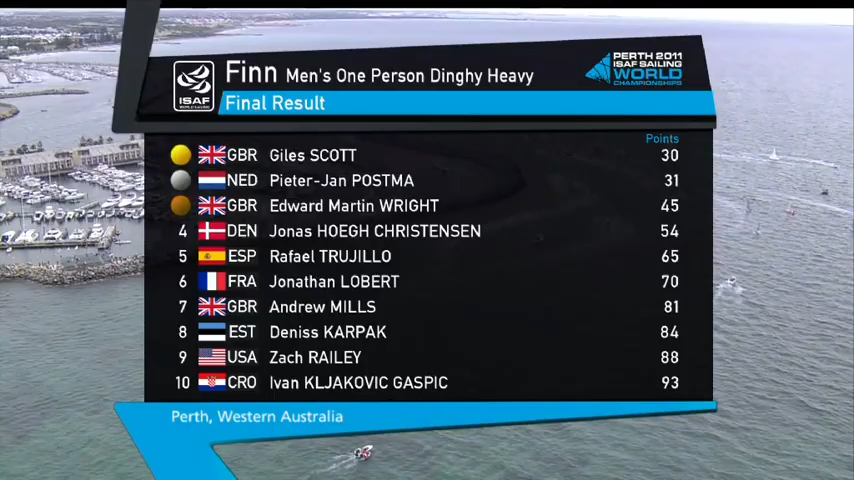 Finn Men's One Person Dinghy Heavy
ISAF
WORLD SAILING
PERTH 2011
ISAF SAILING
WORLD
CHAMPIONSHIPS
Final Result
Points
GBR Giles SCOTT 30
NED Pieter-Jan POSTMA 31
GBR Edward Martin WRIGHT 45
4 DEN Jonas HOEGH CHRISTENSEN 54
5 ESP Rafael TRUJILLO 65
6 FRA Jonathan LOBERT 70
7 GBR Andrew MILLS 81
8 EST Deniss KARPAK 84
9 USA Zach RAILEY 88
10 CRO Ivan KLJAKOVIC GASPIC 93
Perth, Western Australia